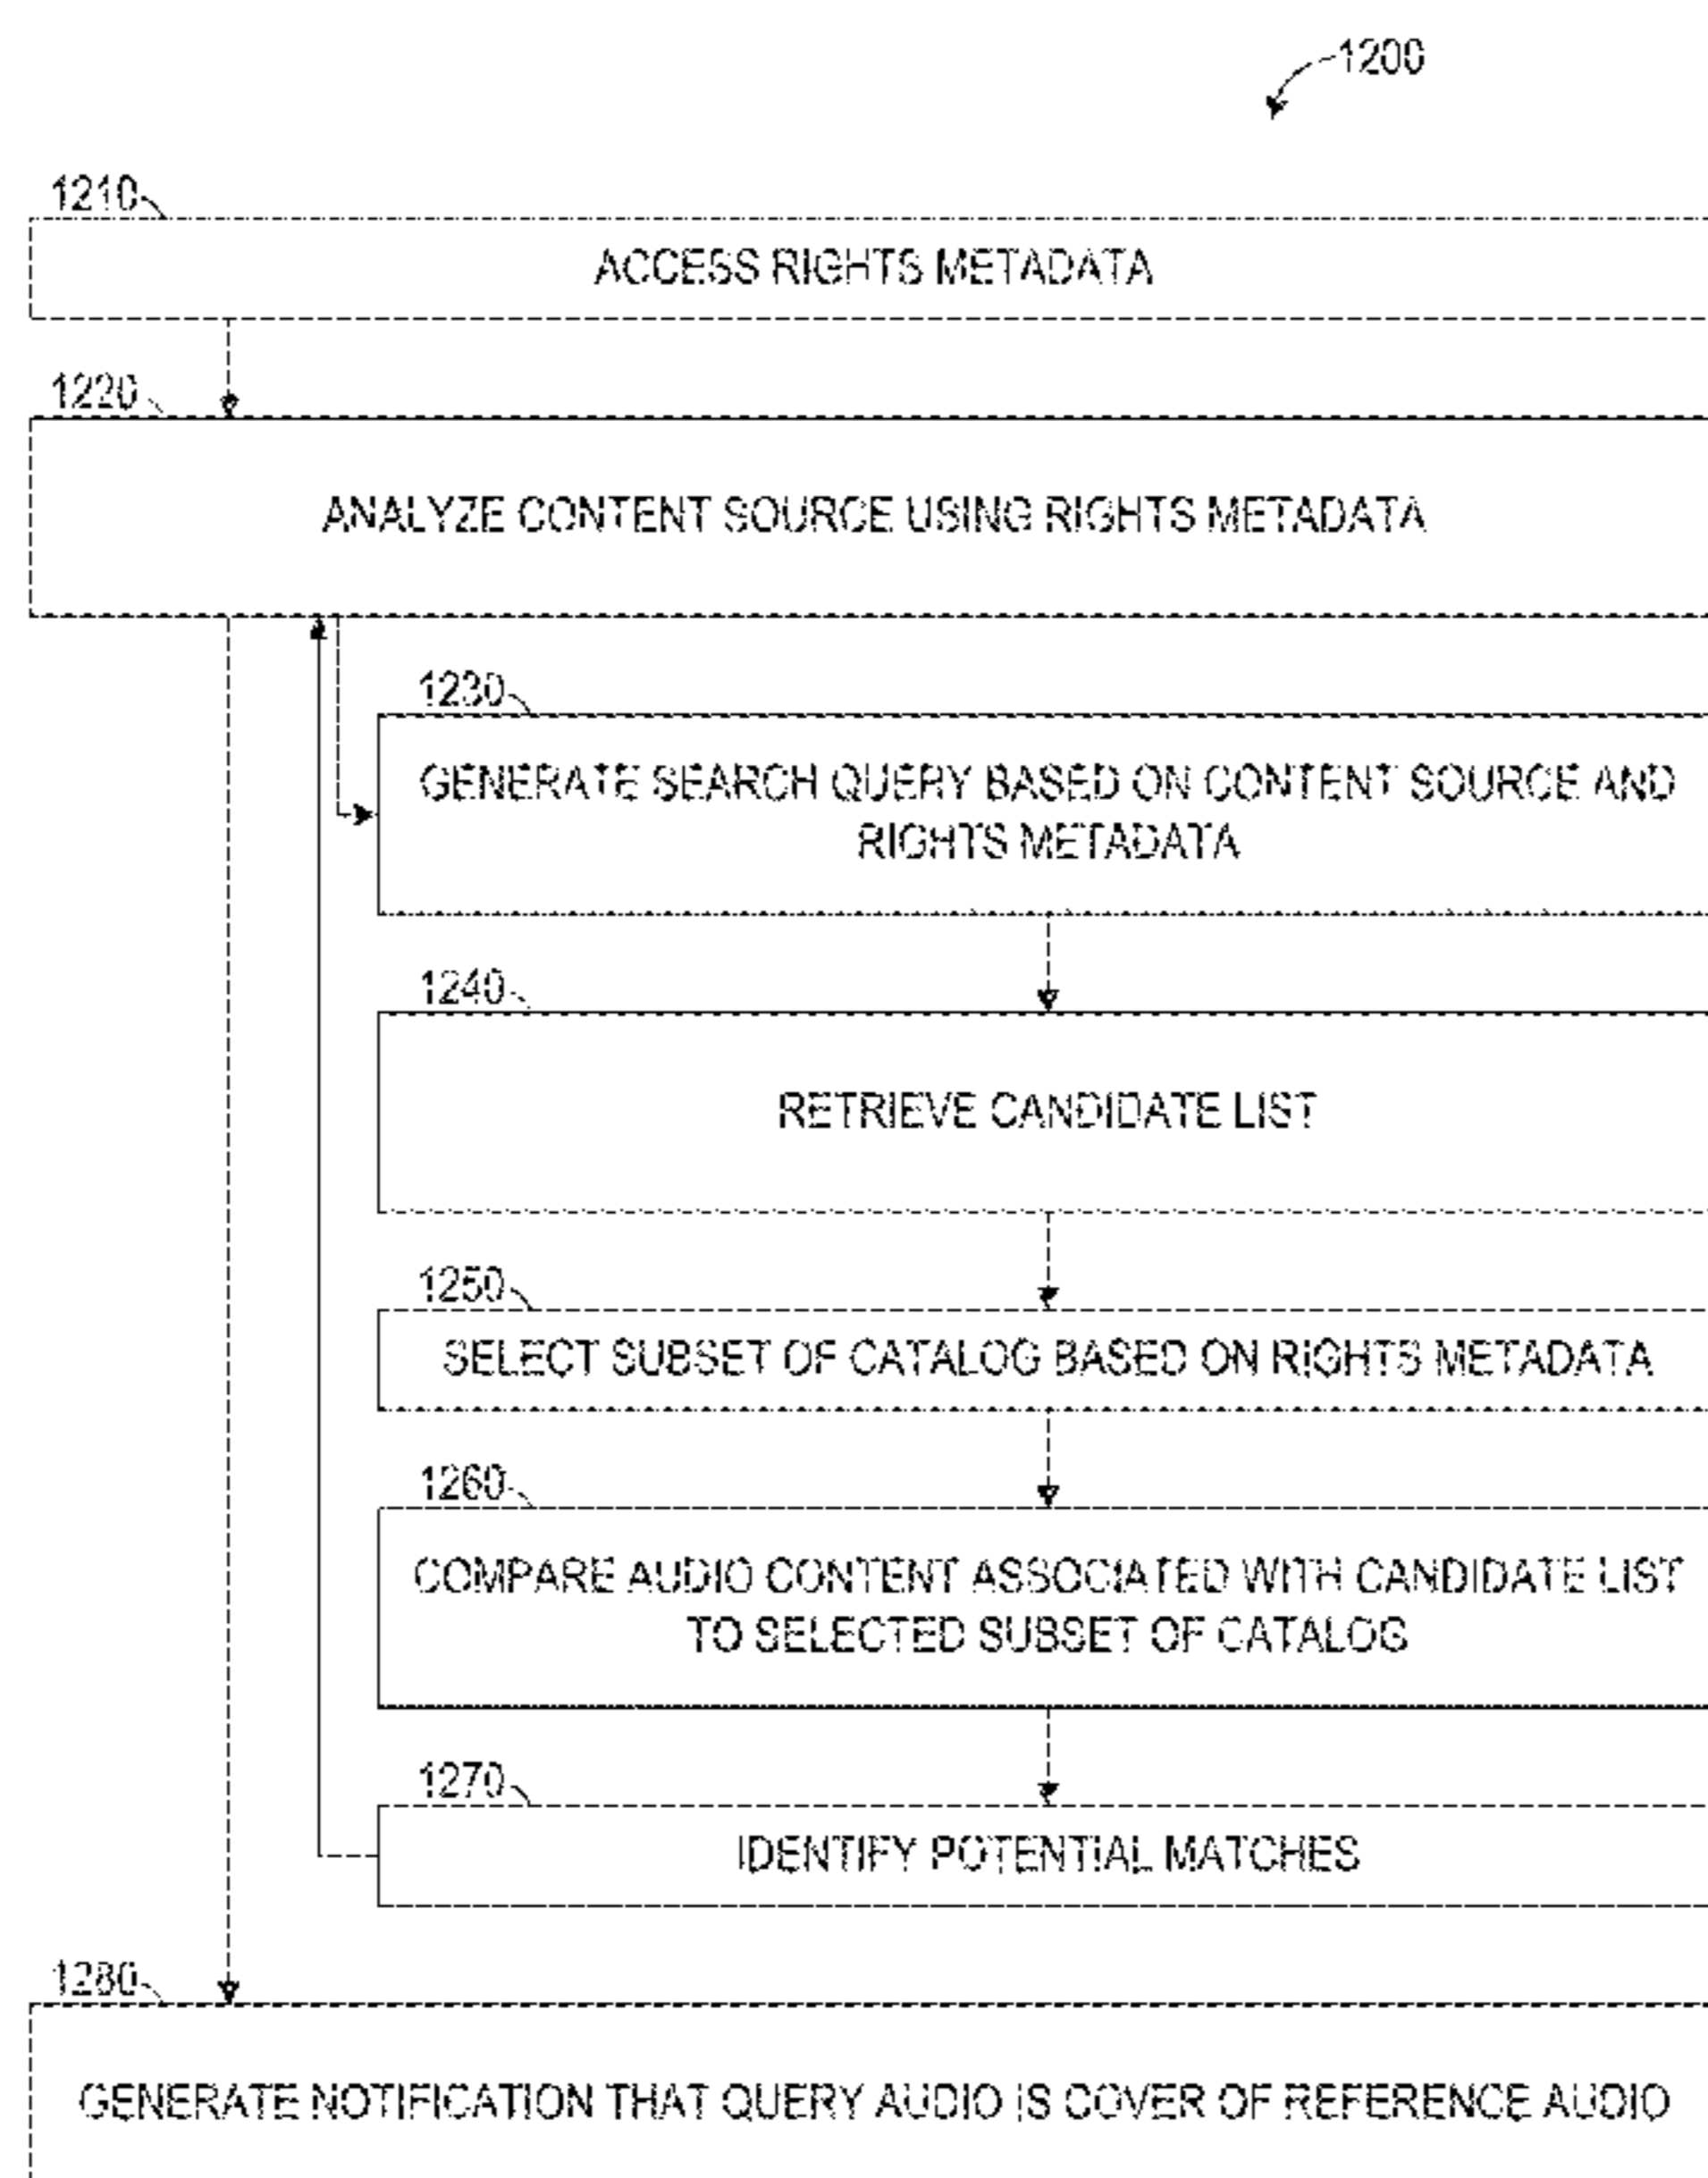 1200
1210
ACCESS RIGHTS METADATA
1220
ANALYZE CONTENT SOURCE USING RIGHTS METADATA
1230
GENERATE SEARCH QUERY BASED ON CONTENT SOURCE AND
RIGHTS METADATA
1240
RETRIEVE CANDIDATE LIST
1250
SELECT SUBSET OF CATALOG BASED ON RIGHTS METADATA
1260
COMPARE AUDIO CONTENT ASSOCIATED WITH CANDIDATE LIST
TO SELECTED SUBSET OF CATALOG
1270
IDENTIFY POTENTIAL MATCHES
1280
GENERATE NOTIFICATION THAT QUERY AUDIO IS COVER OF REFERENCE AUDIO